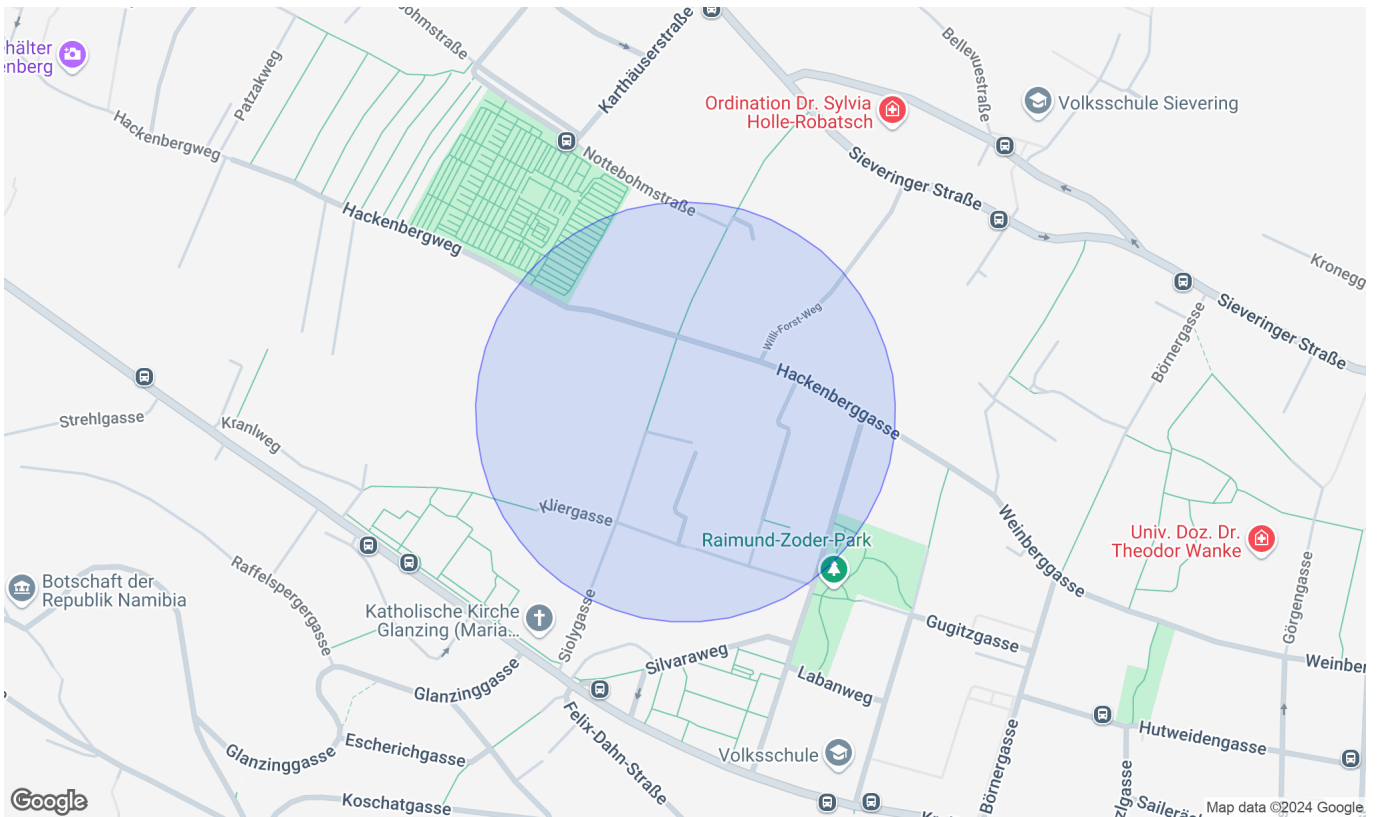 bohmstraße
Karthäuserstraße
Bellevuestraße
hälter
enberg
Patzakweg
Ordination Dr. Sylvia
Holle-Robatsch
Volksschule Sievering
Hackenbergweg
Nottebohmstraße
Sieveringer Straße
Hackenbergweg
Kronegg
Sieveringer Straße
Willi-Forst-Weg
Börnergasse
Hackenberggasse
Strehlgasse
Kranlweg
Kliergasse
Weinberggasse
Raimund-Zoder-Park
Univ. Doz. Dr.
Theodor Wanke
Raffelspergergasse
Botschaft der
Republik Namibia
Katholische Kirche
Glanzing (Maria...
Siolygasse
Görgengasse
Gugitzgasse
Silvaraweg
Weinber
Labanweg
Glanzinggasse
Felix-Dahn-Straße
Escherichgasse
Glanzinggasse
Volksschule
Hutweidengasse
Börnergasse
zlgasse
Koschatgasse
Google
Map data ©2024 Google